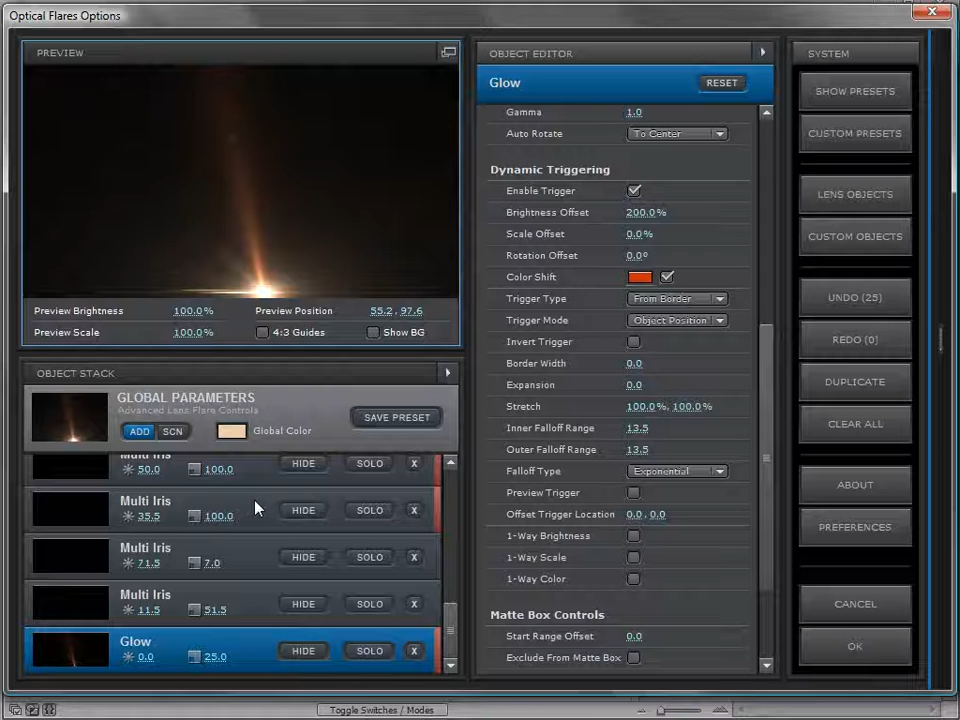 Optical Flares Options
PREVIEW
Preview Brightness 100.0% Preview Position 55.2, 97.6
Preview Scale 100.0% 4:3 Guides Show BG
OBJECT STACK
GLOBAL PARAMETERS
Advanced Lens Flare Controls
SAVE PRESET
ADD SCN Global Color
Multi Iris
50.0 100.0 HIDE SOLO X
Multi Iris
35.5 100.0 HIDE SOLO X
Multi Iris
71.5 7.0 HIDE SOLO X
Multi Iris
11.5 51.5 HIDE SOLO X
Glow
0.0 25.0 HIDE SOLO X
OBJECT EDITOR
Glow RESET
Gamma 1.0
Auto Rotate To Center
Dynamic Triggering
Enable Trigger
Brightness Offset 200.0%
Scale Offset 0.0%
Rotation Offset 0.0°
Color Shift
Trigger Type From Border
Trigger Mode Object Position
Invert Trigger
Border Width 0.0
Expansion 0.0
Stretch 100.0%, 100.0%
Inner Falloff Range 13.5
Outer Falloff Range 13.5
Falloff Type Exponential
Preview Trigger
Offset Trigger Location 0.0, 0.0
1-Way Brightness
1-Way Scale
1-Way Color
Matte Box Controls
Start Range Offset 0.0
Exclude From Matte Box
SYSTEM
SHOW PRESETS
CUSTOM PRESETS
LENS OBJECTS
CUSTOM OBJECTS
UNDO (25)
REDO (0)
DUPLICATE
CLEAR ALL
ABOUT
PREFERENCES
CANCEL
OK
Toggle Switches / Modes